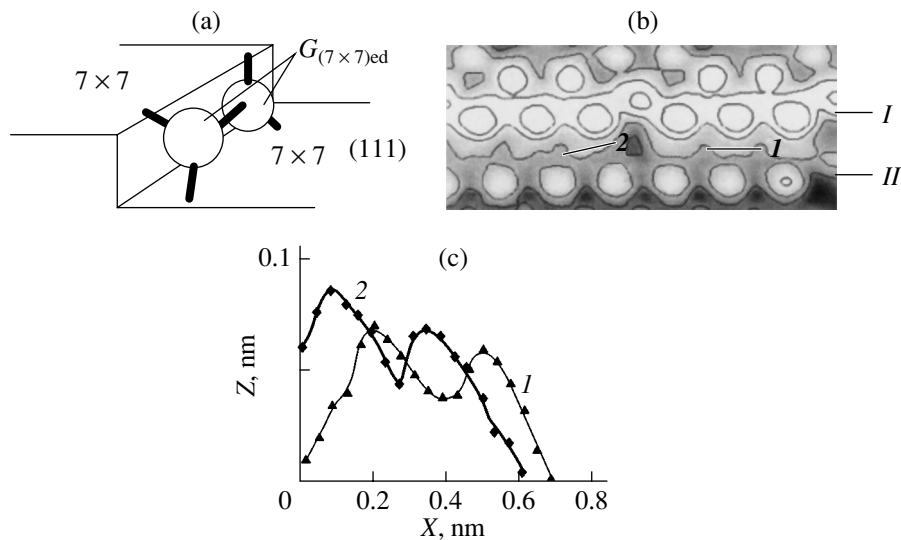 (a)
G(7×7)ed
7 × 7
7 × 7 (111)
(b)
I
2
1
II
(c)
0.1
Z, nm
2
1
0 0.2 0.4 0.6 0.8
X, nm